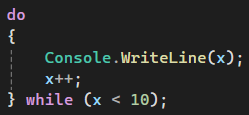 do
{
    Console.WriteLine(x);
    x++;
} while (x < 10);